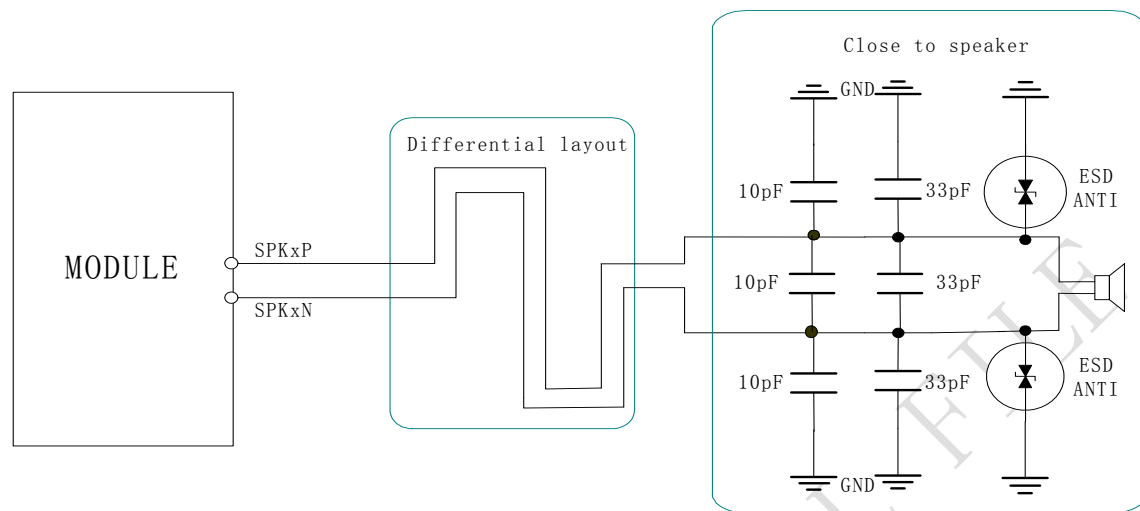 Close to speaker
GND
Differential layout
10pF
33pF
ESD
ANTI
MODULE
SPKxP
SPKxN
10pF
33pF
10pF
33pF
ESD
ANTI
GND
FILE